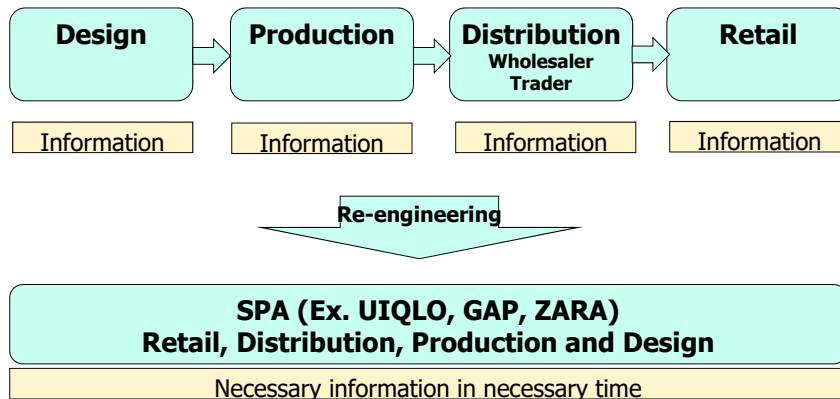 Design
Production
Distribution
Wholesaler
Trader
Retail
Information
Information
Information
Information
Re-engineering
SPA (Ex. UIQLO, GAP, ZARA)
Retail, Distribution, Production and Design
Necessary information in necessary time